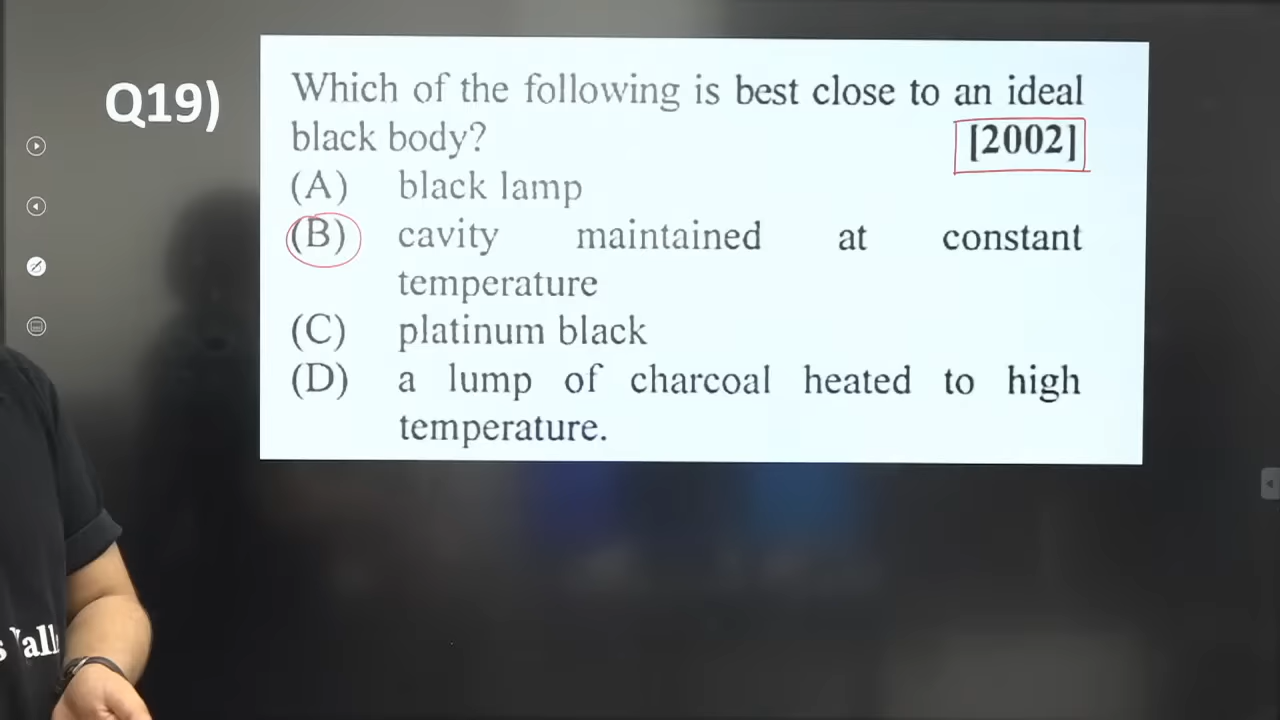 Q19)
Which of the following is best close to an ideal
black body? [2002]
(A) black lamp
(B) cavity maintained at constant
temperature
(C) platinum black
(D) a lump of charcoal heated to high
temperature.